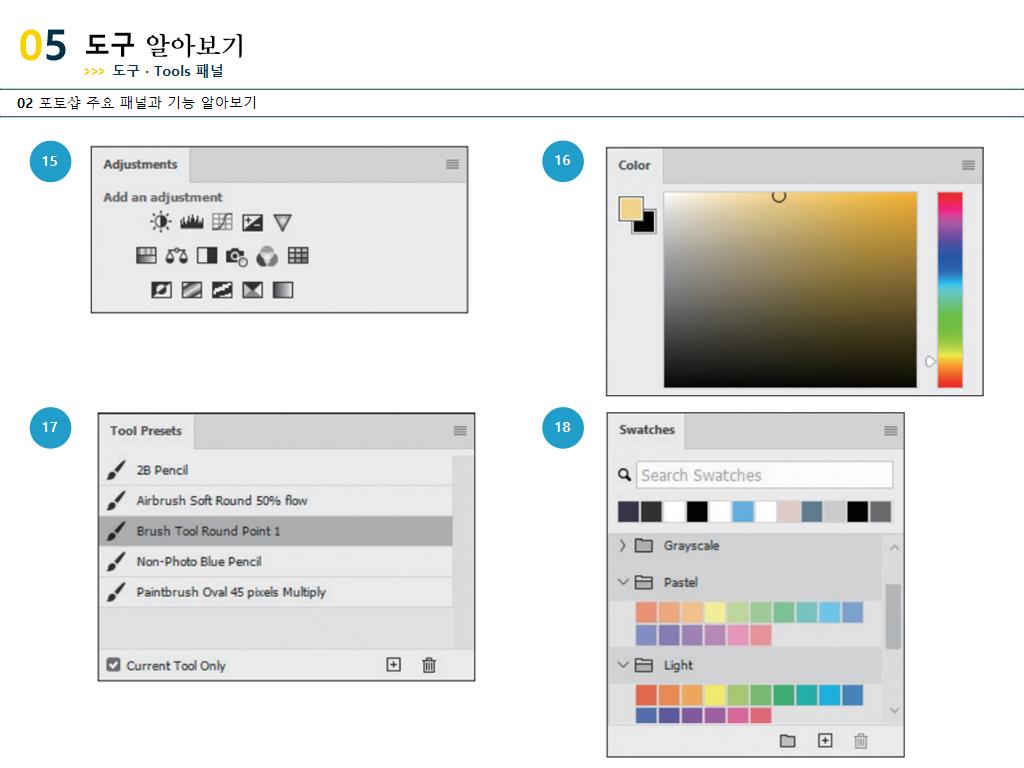 05 도구 알아보기
>>> 도구 · Tools 패널
02 포토샵 주요 패널과 기능 알아보기
15
Adjustments
Add an adjustment
16
Color
17
Tool Presets
2B Pencil
Airbrush Soft Round 50% flow
Brush Tool Round Point 1
Non-Photo Blue Pencil
Paintbrush Oval 45 pixels Multiply
Current Tool Only
18
Swatches
Search Swatches
Grayscale
Pastel
Light